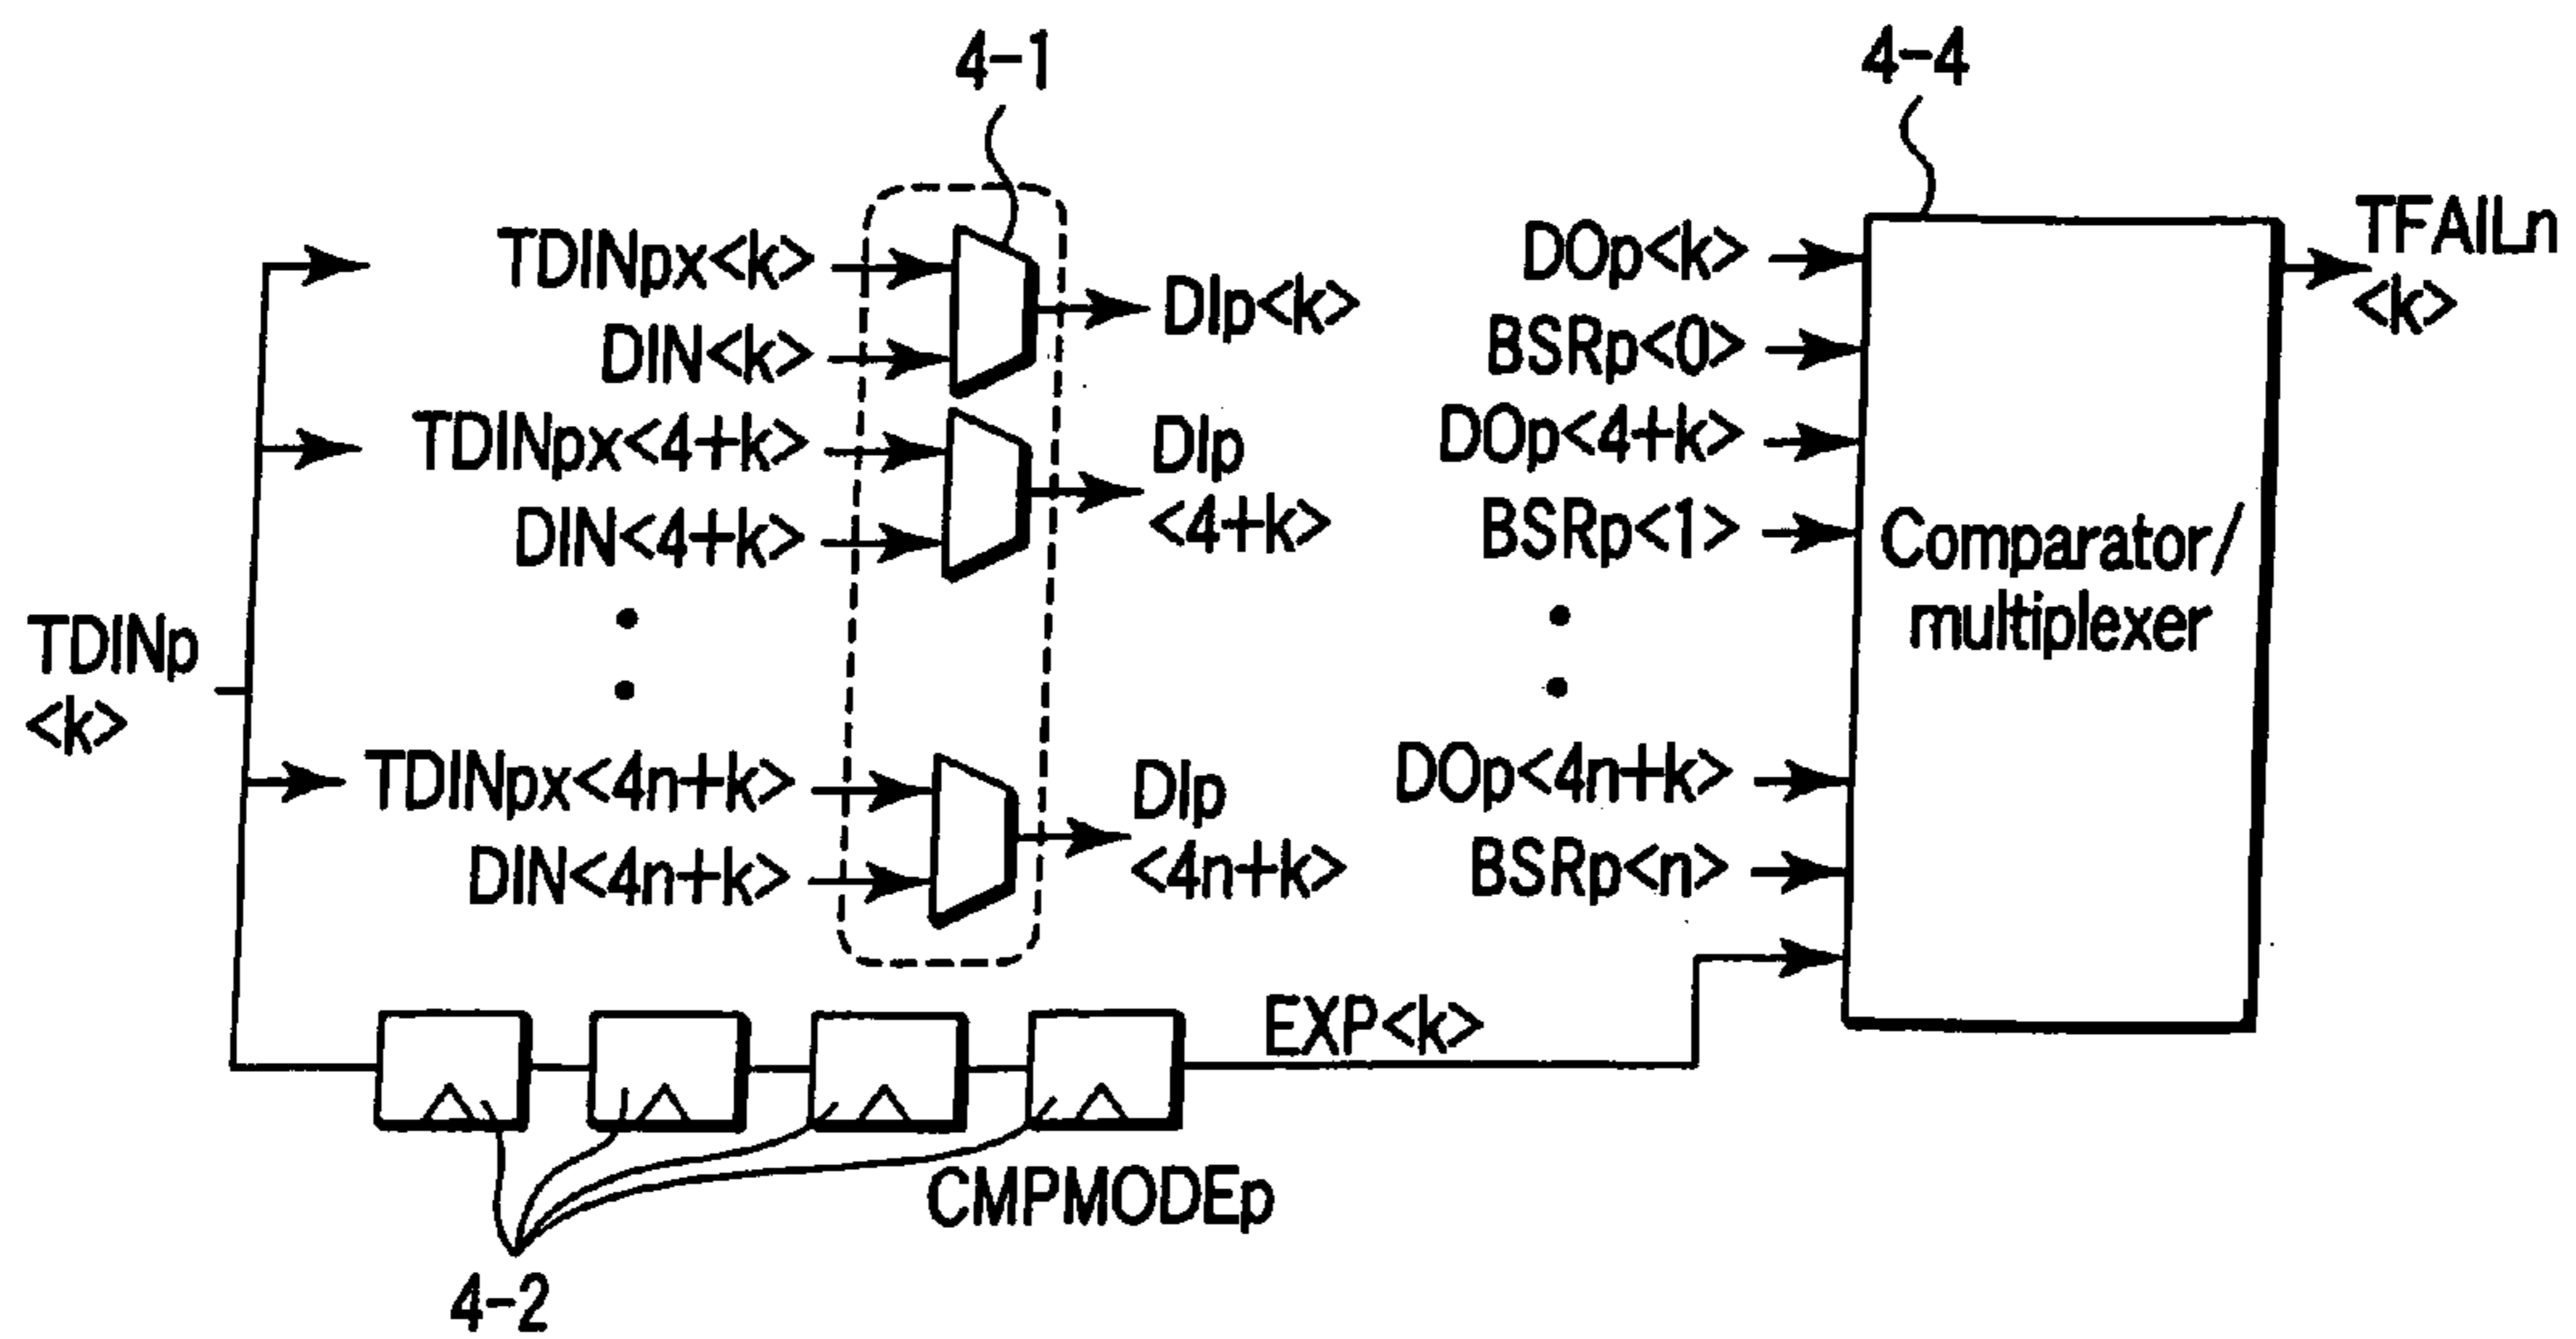 4-1
4-4
TDINpx<k>
DIN<k>
DIp<k>
TDINpx<4+k>
DIN<4+k>
DIp
<4+k>
TDINp
<k>
TDINpx<4n+k>
DIN<4n+k>
DIp
<4n+k>
DOp<k>
BSRp<0>
DOp<4+k>
BSRp<1>
DOp<4n+k>
BSRp<n>
Comparator/
multiplexer
TFAILn
<k>
EXP<k>
CMPMODEp
4-2